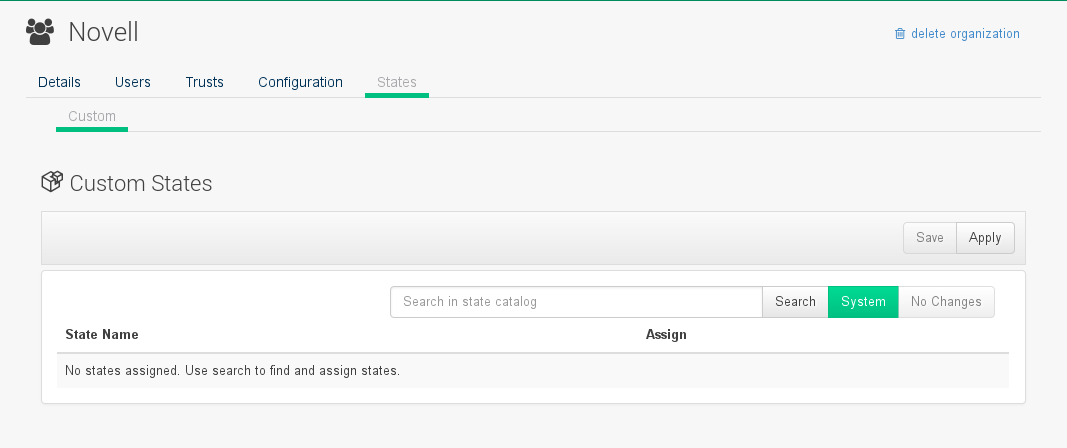 Novell
delete organization
Details Users Trusts Configuration States
Custom
Custom States
Save Apply
Search in state catalog Search System No Changes
State Name Assign
No states assigned. Use search to find and assign states.